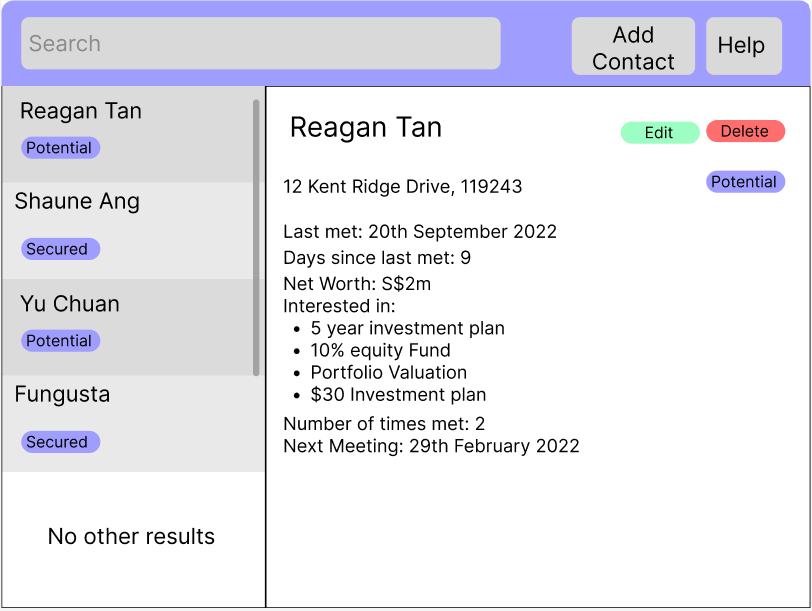 Search
Add
Contact
Help
Reagan Tan
Potential
Shaune Ang
Secured
Yu Chuan
Potential
Fungusta
Secured
No other results
Reagan Tan
Edit
Delete
12 Kent Ridge Drive, 119243
Potential
Last met: 20th September 2022
Days since last met: 9
Net Worth: S$2m
Interested in:
• 5 year investment plan
• 10% equity Fund
• Portfolio Valuation
• $30 Investment plan
Number of times met: 2
Next Meeting: 29th February 2022